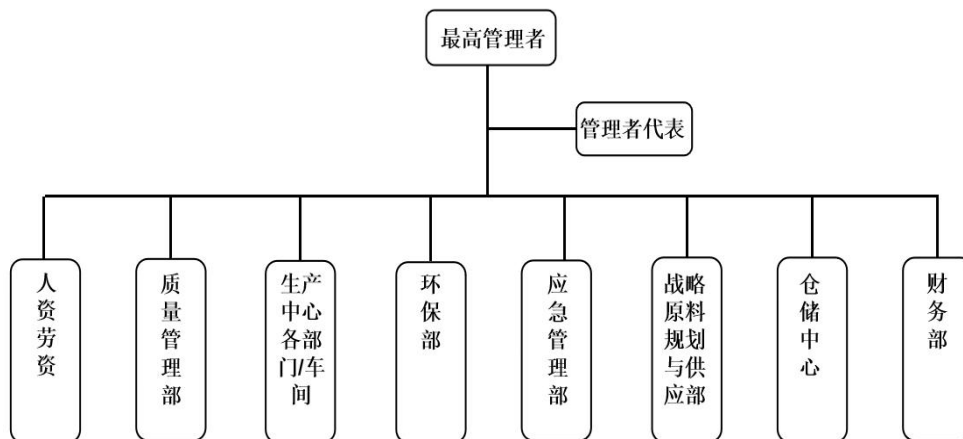 最高管理者
管理者代表
人
资
劳
资
质
量
管
理
部
生产
中心
各部
门/车
间
环
保
部
应
急
管
理
部
战略
原料
规划
与供
应部
仓
储
中
心
财
务
部